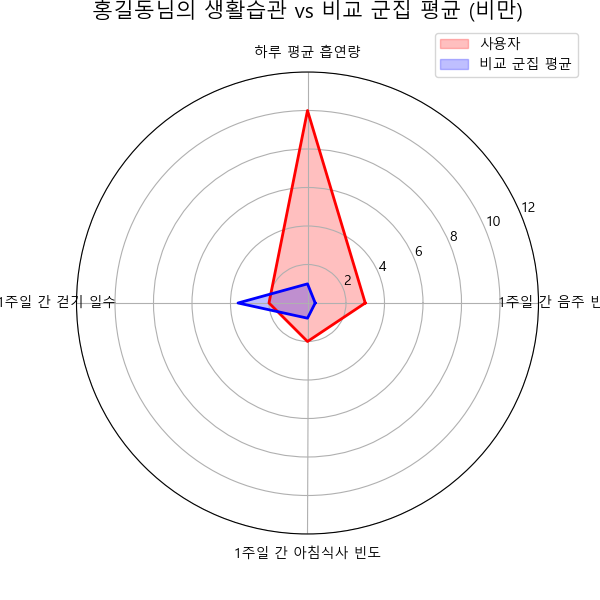 홍길동님의 생활습관 vs 비교 군집 평균 (비만)
사용자
비교 군집 평균
하루 평균 흡연량
12
10
8
6
4
2
1주일 간 걷기 일수
1주일 간 음주 빈
1주일 간 아침식사 빈도